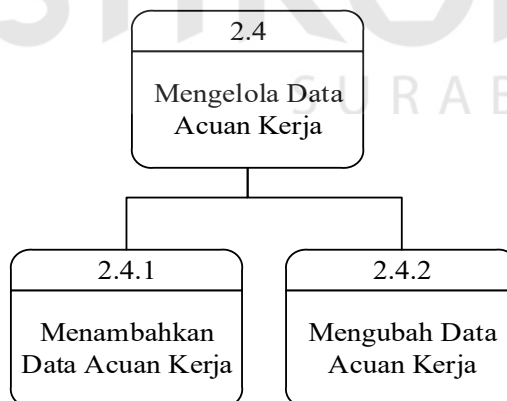 2.4
Mengelola Data
Acuan Kerja
SURAB
2.4.1
Menambahkan
Data Acuan Kerja
2.4.2
Mengubah Data
Acuan Kerja